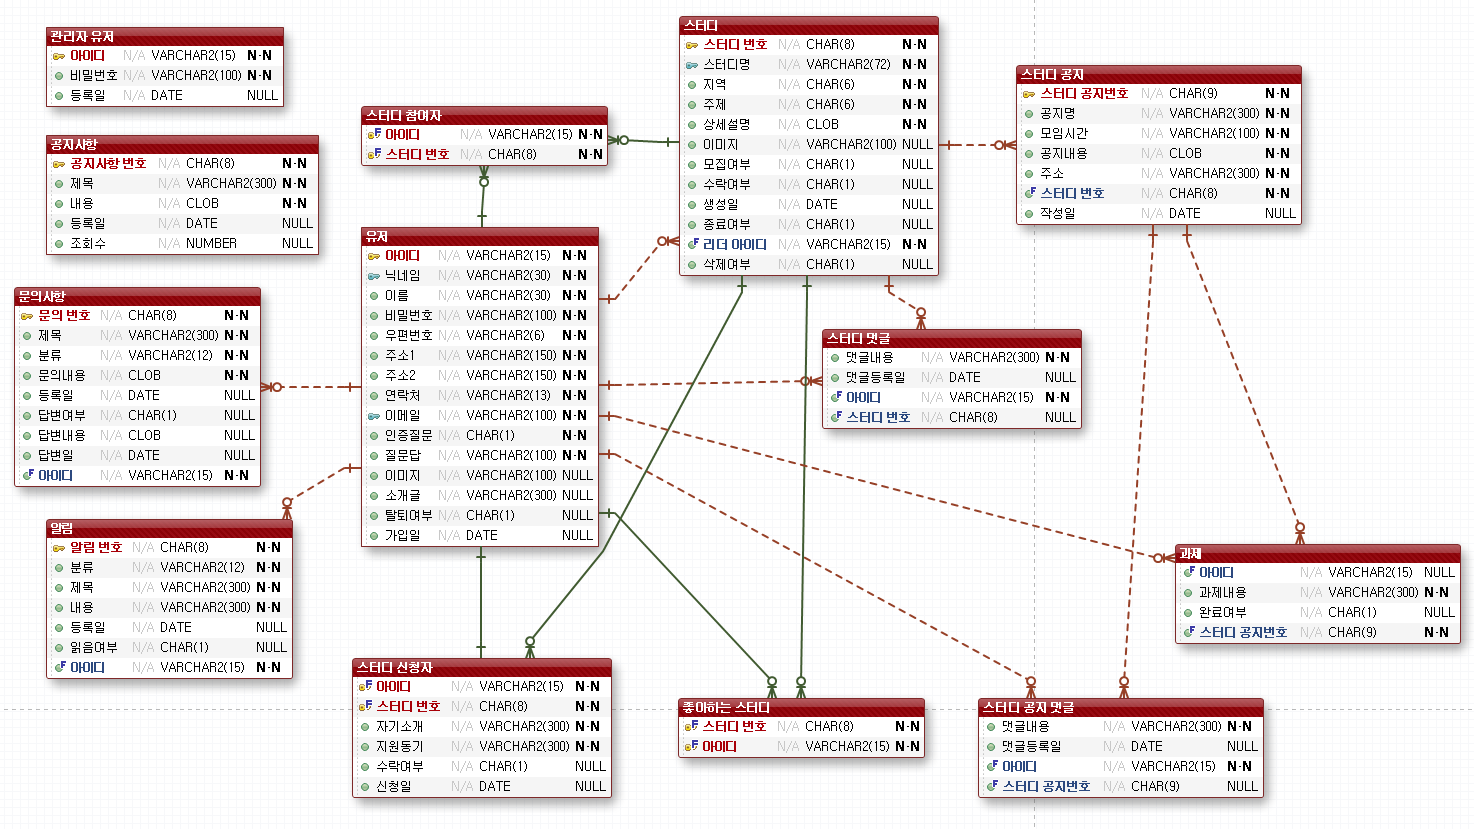 관리자 유저
아이디 N/A VARCHAR2(15) N-N
비밀번호 N/A VARCHAR2(100) N-N
등록일 N/A DATE NULL
공지사항
공지사항 번호 N/A CHAR(8) N-N
제목 N/A VARCHAR2(300) N-N
내용 N/A CLOB N-N
등록일 N/A DATE NULL
조회수 N/A NUMBER NULL
문의사항
문의 번호 N/A CHAR(8) N-N
제목 N/A VARCHAR2(300) N-N
분류 N/A VARCHAR2(12) N-N
문의내용 N/A CLOB N-N
등록일 N/A DATE NULL
답변여부 N/A CHAR(1) NULL
답변내용 N/A CLOB NULL
답변일 N/A DATE NULL
아이디 N/A VARCHAR2(15) N-N
알림
알림 번호 N/A CHAR(8) N-N
분류 N/A VARCHAR2(12) N-N
제목 N/A VARCHAR2(300) N-N
내용 N/A VARCHAR2(300) N-N
등록일 N/A DATE NULL
읽음여부 N/A CHAR(1) NULL
아이디 N/A VARCHAR2(15) N-N
스터디 참여자
아이디 N/A VARCHAR2(15) N-N
스터디 번호 N/A CHAR(8) N-N
유저
아이디 N/A VARCHAR2(15) N-N
닉네임 N/A VARCHAR2(30) N-N
이름 N/A VARCHAR2(30) N-N
비밀번호 N/A VARCHAR2(100) N-N
우편번호 N/A VARCHAR2(6) N-N
주소1 N/A VARCHAR2(150) N-N
주소2 N/A VARCHAR2(150) N-N
연락처 N/A VARCHAR2(13) N-N
이메일 N/A VARCHAR2(100) N-N
인증질문 N/A CHAR(1) N-N
질문답 N/A VARCHAR2(100) N-N
이미지 N/A VARCHAR2(100) NULL
소개글 N/A VARCHAR2(300) NULL
탈퇴여부 N/A CHAR(1) NULL
가입일 N/A DATE NULL
스터디 신청자
아이디 N/A VARCHAR2(15) N-N
스터디 번호 N/A CHAR(8) N-N
자기소개 N/A VARCHAR2(300) N-N
지원동기 N/A VARCHAR2(300) N-N
수락여부 N/A CHAR(1) NULL
신청일 N/A DATE NULL
스터디
스터디 번호 N/A CHAR(8) N-N
스터디명 N/A VARCHAR2(72) N-N
지역 N/A CHAR(6) N-N
주제 N/A CHAR(6) N-N
상세설명 N/A CLOB N-N
이미지 N/A VARCHAR2(100) NULL
모집여부 N/A CHAR(1) NULL
수락여부 N/A CHAR(1) NULL
생성일 N/A DATE NULL
종료여부 N/A CHAR(1) NULL
리더 아이디 N/A VARCHAR2(15) N-N
삭제여부 N/A CHAR(1) NULL
스터디 공지
스터디 공지번호 N/A CHAR(9) N-N
공지명 N/A VARCHAR2(300) N-N
모임시간 N/A VARCHAR2(100) N-N
공지내용 N/A CLOB N-N
주소 N/A VARCHAR2(300) N-N
스터디 번호 N/A CHAR(8) N-N
작성일 N/A DATE NULL
스터디 댓글
댓글내용 N/A VARCHAR2(300) N-N
댓글등록일 N/A DATE NULL
아이디 N/A VARCHAR2(15) N-N
스터디 번호 N/A CHAR(8) NULL
과제
아이디 N/A VARCHAR2(15) NULL
과제내용 N/A VARCHAR2(300) N-N
완료여부 N/A CHAR(1) NULL
스터디 공지번호 N/A CHAR(9) N-N
좋아하는 스터디
스터디 번호 N/A CHAR(8) N-N
아이디 N/A VARCHAR2(15) N-N
스터디 공지 댓글
댓글내용 N/A VARCHAR2(300) N-N
댓글등록일 N/A DATE NULL
아이디 N/A VARCHAR2(15) N-N
스터디 공지번호 N/A CHAR(9) NULL